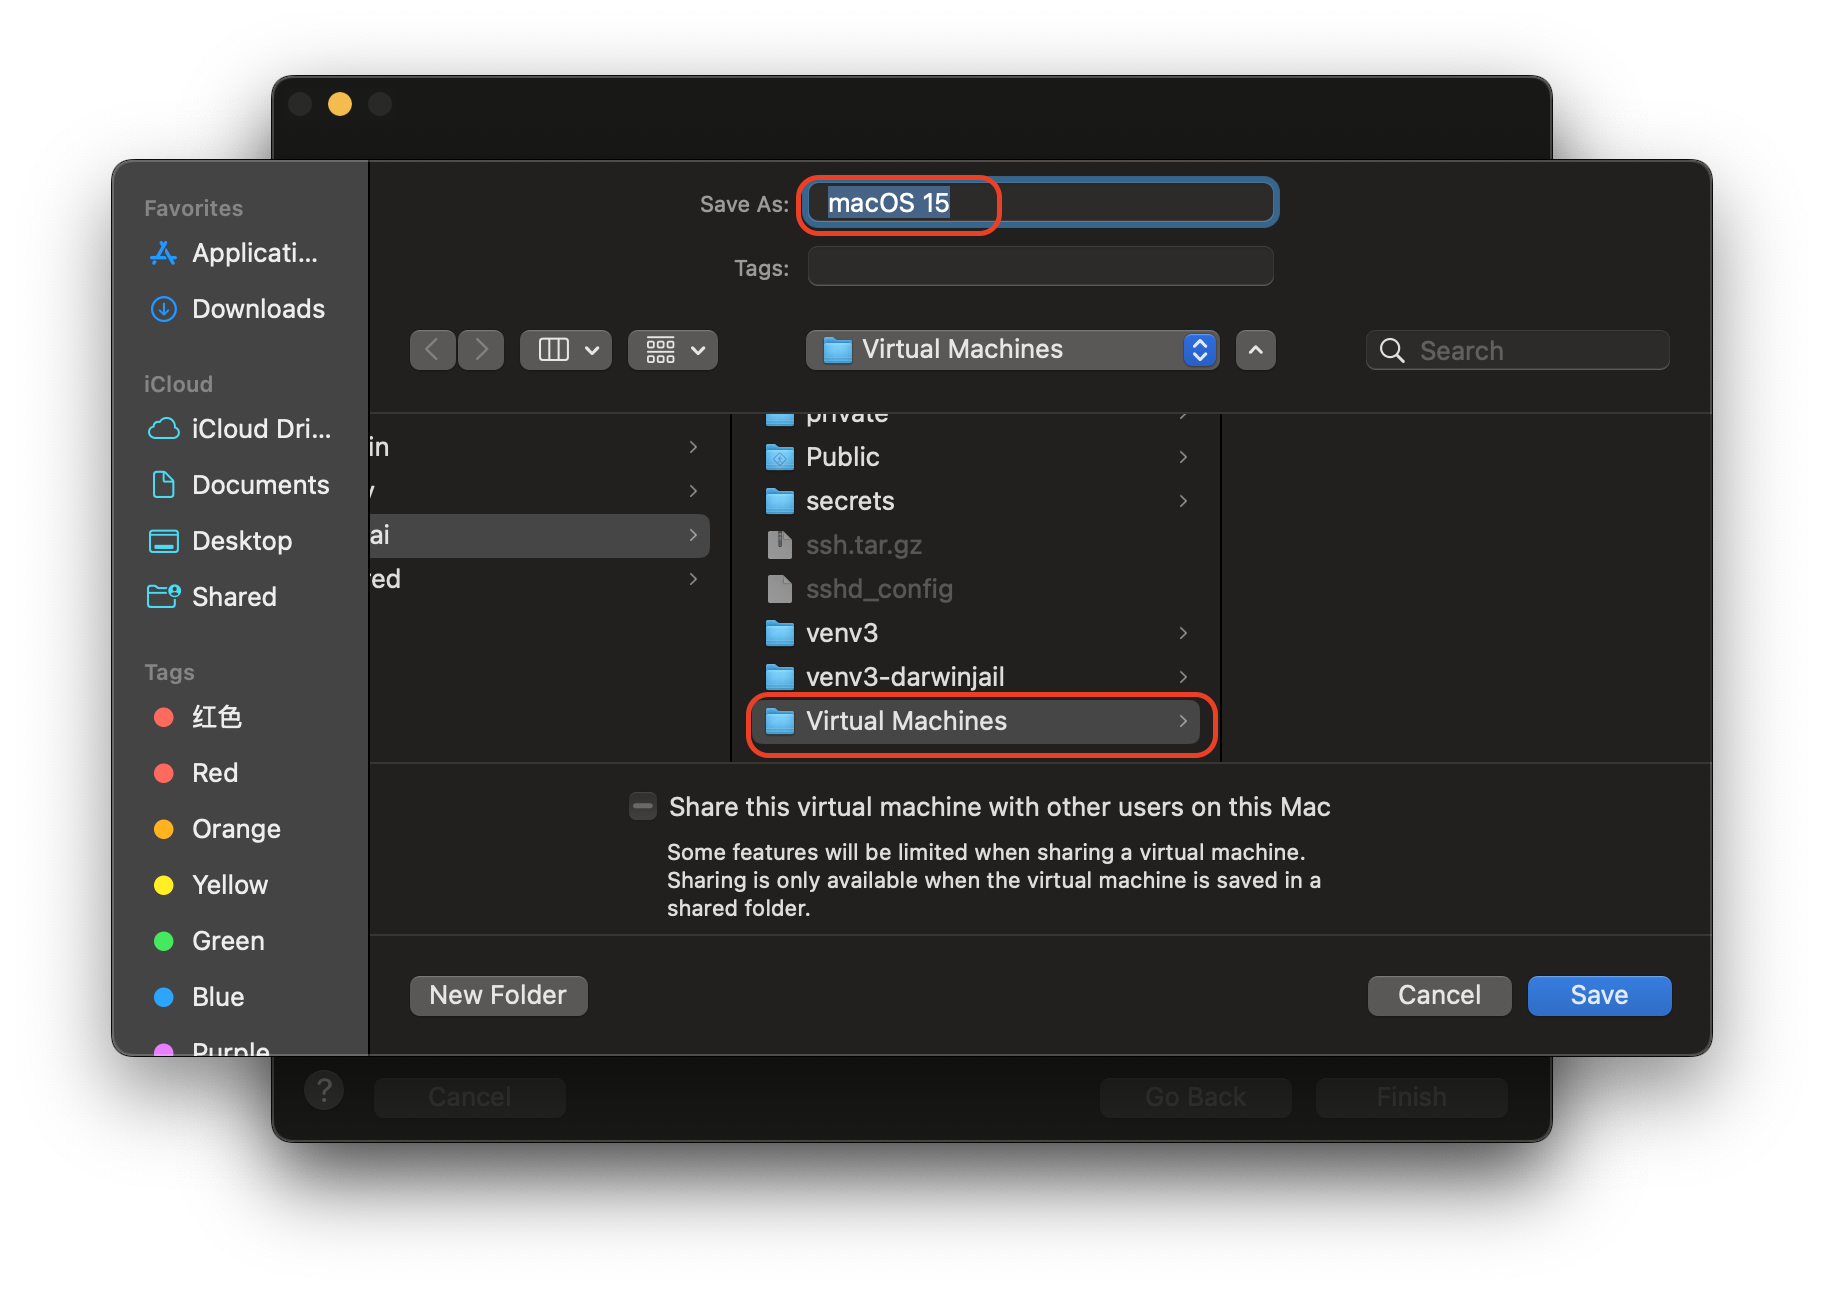 Favorites
Applicati...
Downloads
iCloud
iCloud Dri...
Documents
Desktop
Shared
Tags
红色
Red
Orange
Yellow
Green
Blue
Purple
Save As:
macOS 15
Tags:
Virtual Machines
Search
in
ai
red
private
Public
secrets
ssh.tar.gz
sshd_config
venv3
venv3-darwinjail
Virtual Machines
Share this virtual machine with other users on this Mac
Some features will be limited when sharing a virtual machine.
Sharing is only available when the virtual machine is saved in a
shared folder.
New Folder
Cancel
Save
?
Cancel
Go Back
Finish